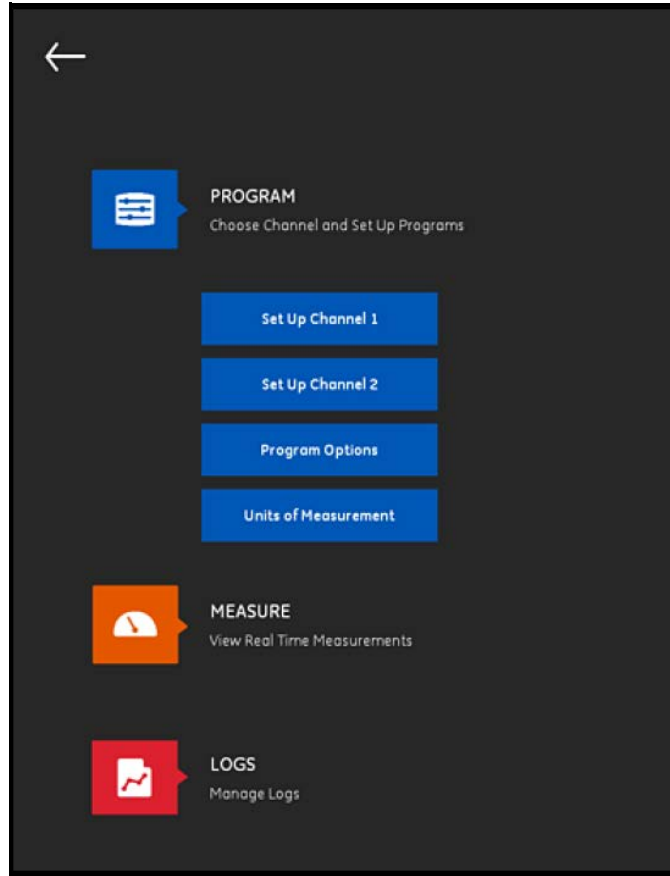 PROGRAM
Choose Channel and Set Up Programs
Set Up Channel 1
Set Up Channel 2
Program Options
Units of Measurement
MEASURE
View Real Time Measurements
LOGS
Manage Logs